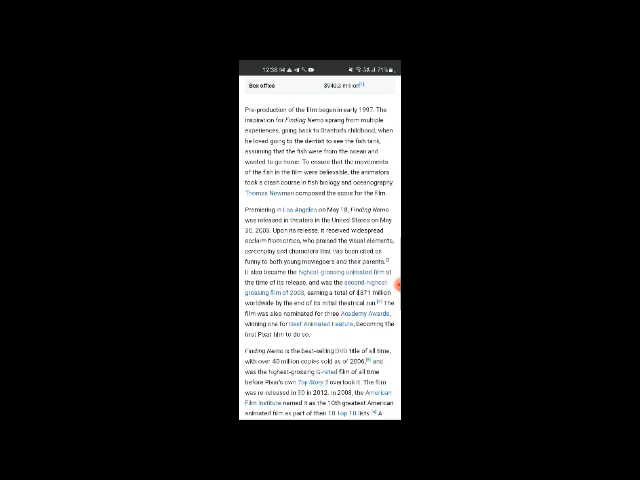 12:38
71%
Box office $940.3 million[4]
Pre-production of the film began in early 1997. The
inspiration for Finding Nemo sprang from multiple
experiences, going back to Stanton's childhood, when
he loved going to the dentist to see the fish tank,
assuming that the fish were from the ocean and
wanted to go home. To ensure that the movements
of the fish in the film were believable, the animators
took a crash course in fish biology and oceanography.
Thomas Newman composed the score for the film.
Premiering in Los Angeles on May 18, Finding Nemo
was released in theaters in the United States on May
30, 2003. Upon its release, it received widespread
acclaim from critics, who praised the visual elements,
screenplay and characters that has been cited as
funny to both young moviegoers and their parents.
It also became the highest-grossing animated film at
the time of its release, and was the second-highest-
grossing film of 2003, earning a total of $871 million
worldwide by the end of its initial theatrical run. The
film was also nominated for three Academy Awards,
winning one for Best Animated Feature, becoming the
first Pixar film to do so.
Finding Nemo is the best-selling DVD title of all time,
with over 40 million copies sold as of 2006, and
was the highest-grossing G-rated film of all time
before Pixar's own Toy Story 3 overtook it. The film
was re-released in 3D in 2012. In 2008, the American
Film Institute named it as the 10th greatest American
animated film as part of their 10 Top 10 lists. A